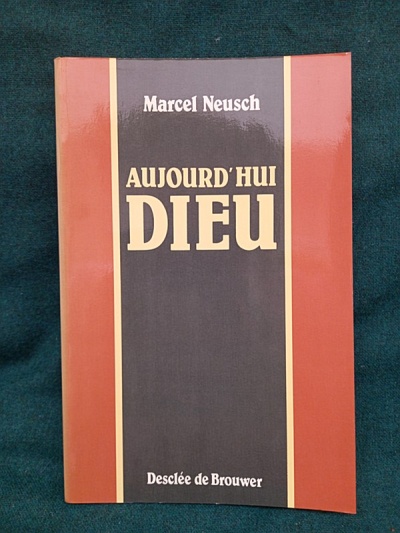 Marcel Neusch
AUJOURD'HUI
DIEU
Desclée de Brouwer